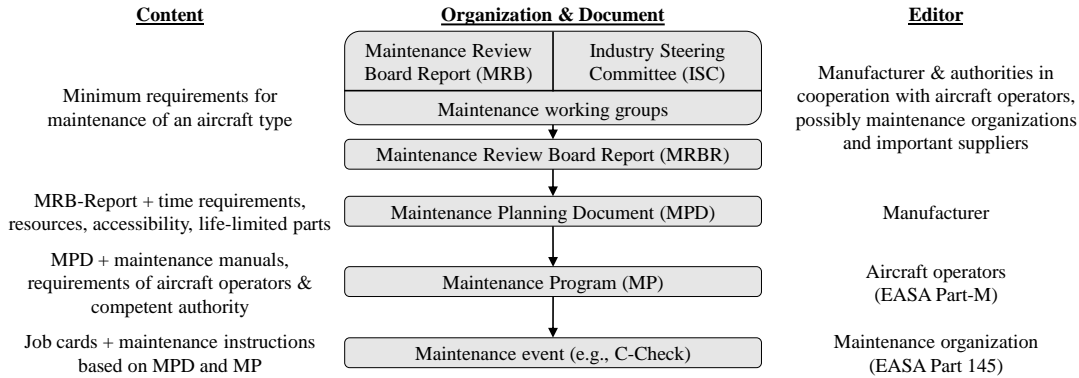 Content
Organization & Document
Editor
Maintenance Review
Board Report (MRB)
Industry Steering
Committee (ISC)
Maintenance working groups
Minimum requirements for
maintenance of an aircraft type
Manufacturer & authorities in
cooperation with aircraft operators,
possibly maintenance organizations
and important suppliers
Maintenance Review Board Report (MRBR)
MRB-Report + time requirements,
resources, accessibility, life-limited parts
Maintenance Planning Document (MPD)
Manufacturer
MPD + maintenance manuals,
requirements of aircraft operators &
competent authority
Maintenance Program (MP)
Aircraft operators
(EASA Part-M)
Job cards + maintenance instructions
based on MPD and MP
Maintenance event (e.g., C-Check)
Maintenance organization
(EASA Part 145)